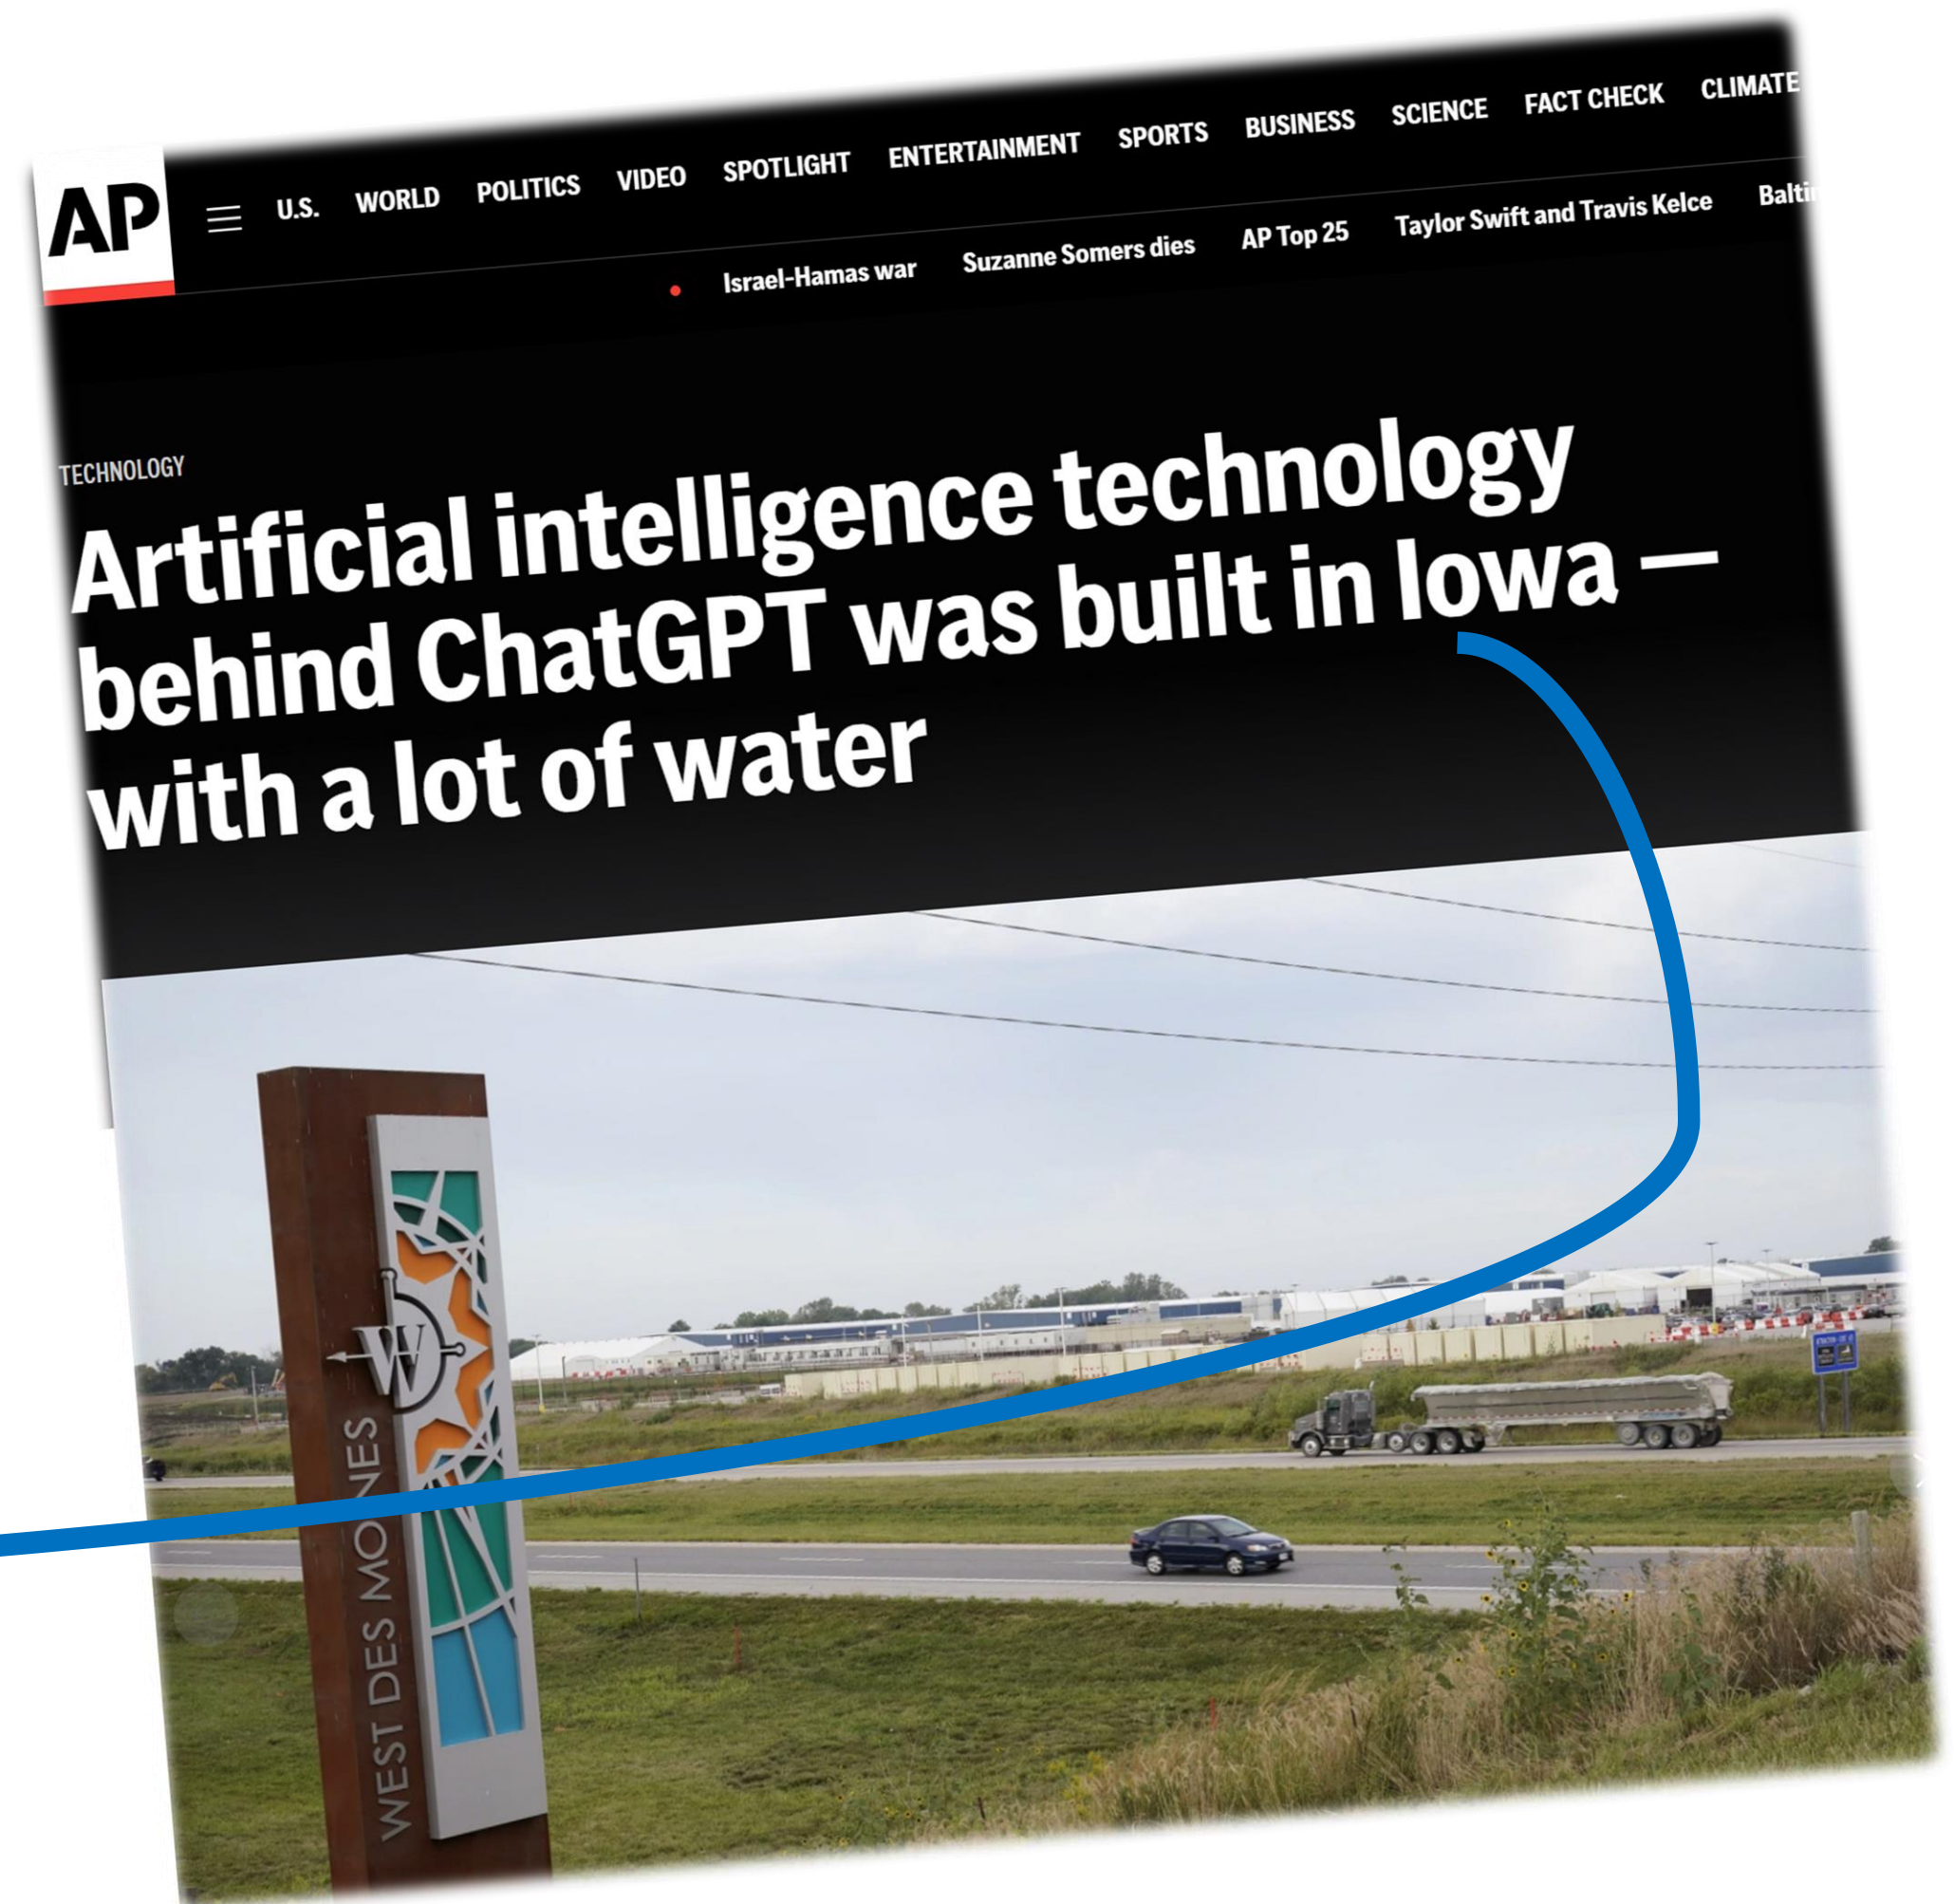 AP
U.S. WORLD POLITICS VIDEO SPOTLIGHT ENTERTAINMENT SPORTS BUSINESS SCIENCE FACT CHECK CLIMATE
Israel-Hamas war Suzanne Somers dies AP Top 25 Taylor Swift and Travis Kelce
TECHNOLOGY
Artificial intelligence technology
behind ChatGPT was built in Iowa —
with a lot of water
W
WEST DES MOINES